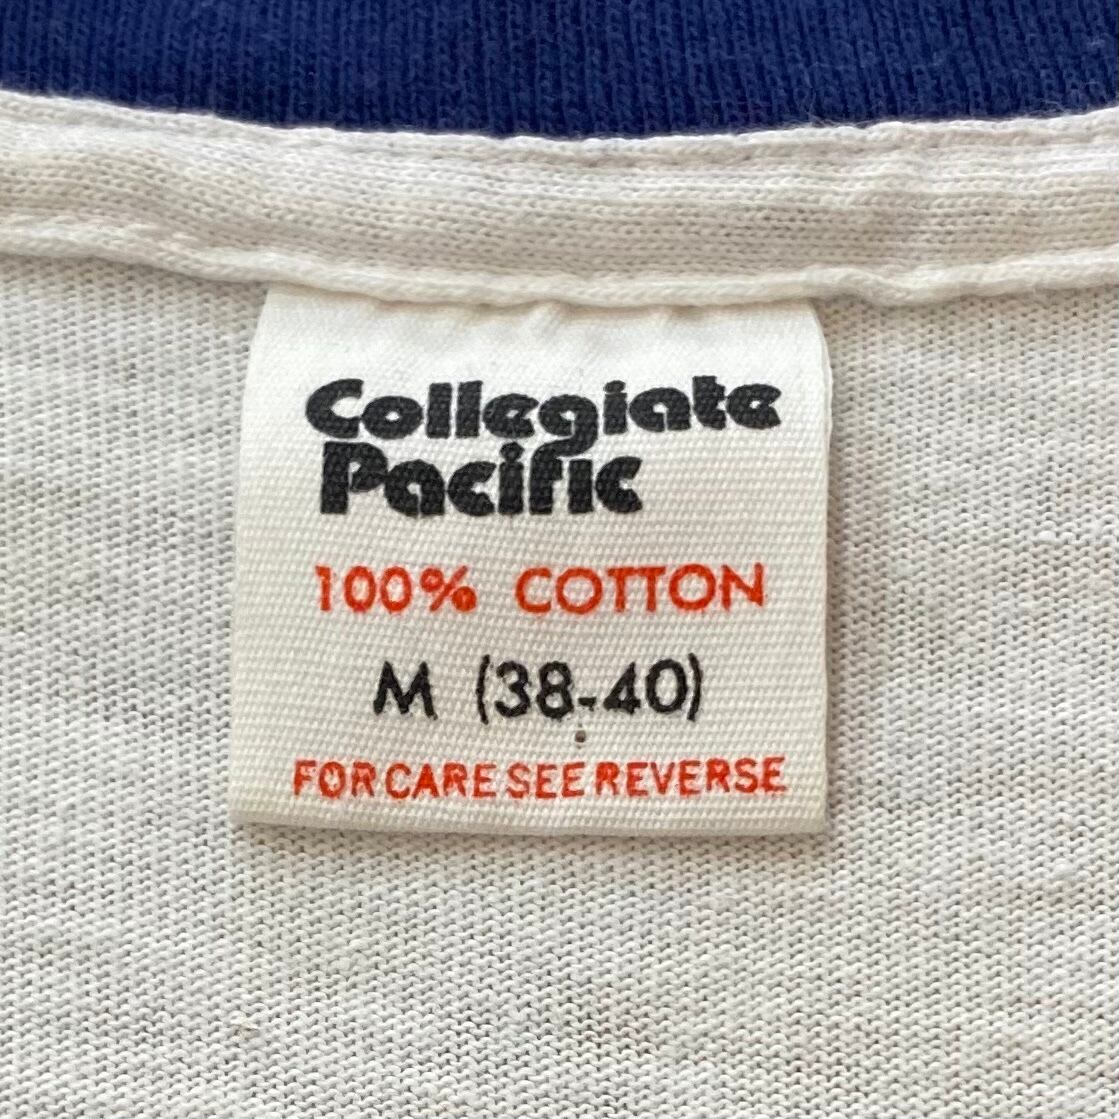 Collegiate
Pacific
100% COTTON
M (38-40)
FOR CARE SEE REVERSE